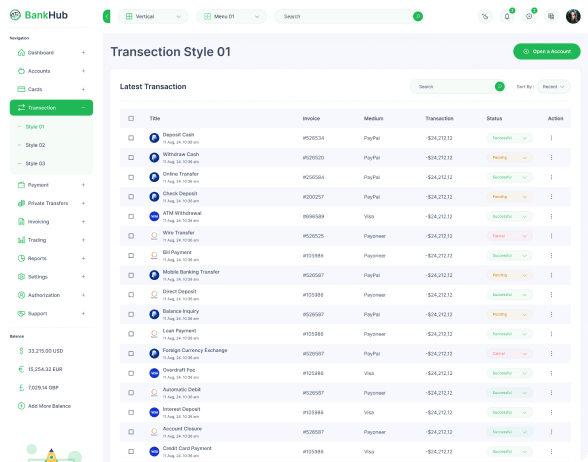 BankHub
Vertical
Menu 01
Search
2
2
Navigation
Dashboard +
Accounts +
Cards +
Transaction −
Style 01
Style 02
Style 03
Payment +
Private Transfers +
Invoicing +
Trading +
Reports +
Settings +
Authorization +
Support +
Balance
33,215.00 USD
15,254.32 EUR
7,029.14 GBP
Add More Balance
Transaction Style 01
Open a Account
Latest Transaction
Search
Sort By : Recent
Title Invoice Medium Transaction Status Action
Deposit Cash
11 Aug, 24. 10:36 am
#526534 PayPal -$24,212,12 Successful
Withdraw Cash
11 Aug, 24. 10:36 am
#526520 PayPal -$24,212,12 Pending
Online Transfer
11 Aug, 24. 10:36 am
#256584 PayPal -$24,212,12 Successful
Check Deposit
11 Aug, 24. 10:36 am
#200257 PayPal -$24,212,12 Pending
ATM Withdrawal
11 Aug, 24. 10:36 am
#696589 Visa -$24,212,12 Successful
Wire Transfer
11 Aug, 24. 10:36 am
#526525 Payoneer -$24,212,12 Cancel
Bill Payment
11 Aug, 24. 10:36 am
#105986 Payoneer -$24,212,12 Successful
Mobile Banking Transfer
11 Aug, 24. 10:36 am
#526587 PayPal -$24,212,12 Pending
Direct Deposit
11 Aug, 24. 10:36 am
#105986 Payoneer -$24,212,12 Successful
Balance Inquiry
11 Aug, 24. 10:36 am
#526587 PayPal -$24,212,12 Pending
Loan Payment
11 Aug, 24. 10:36 am
#105986 Payoneer -$24,212,12 Successful
Foreign Currency Exchange
11 Aug, 24. 10:36 am
#526587 PayPal -$24,212,12 Cancel
Overdraft Fee
11 Aug, 24. 10:36 am
#105986 Visa -$24,212,12 Successful
Automatic Debit
11 Aug, 24. 10:36 am
#526587 Payoneer -$24,212,12 Successful
Interest Deposit
11 Aug, 24. 10:36 am
#105986 Visa -$24,212,12 Successful
Account Closure
11 Aug, 24. 10:36 am
#526587 Payoneer -$24,212,12 Successful
Credit Card Payment
11 Aug, 24. 10:36 am
#105986 Visa -$24,212,12 Successful